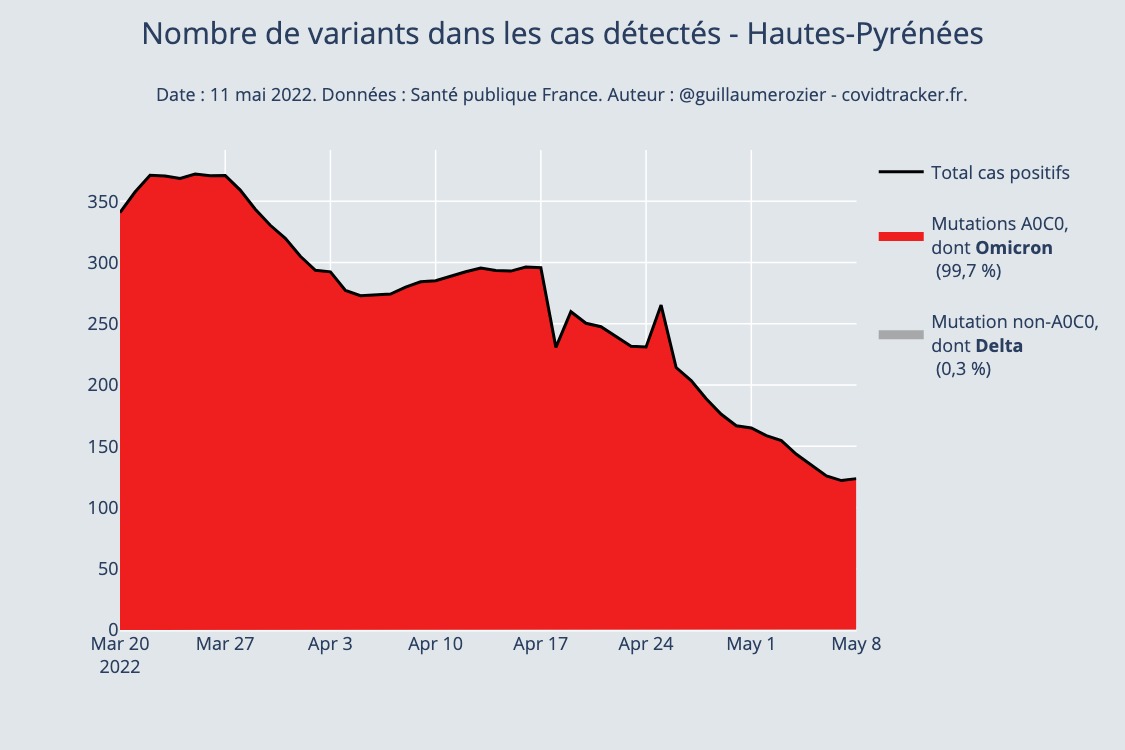 Nombre de variants dans les cas détectés - Hautes-Pyrénées
Date : 11 mai 2022. Données : Santé publique France. Auteur : @guillaumerozier - covidtracker.fr.
Total cas positifs
Mutations A0C0,
dont Omicron
(99,7 %)
Mutation non-A0C0,
dont Delta
(0,3 %)
350
300
250
200
150
100
50
0
Mar 20 Mar 27 Apr 3 Apr 10 Apr 17 Apr 24 May 1 May 8
2022